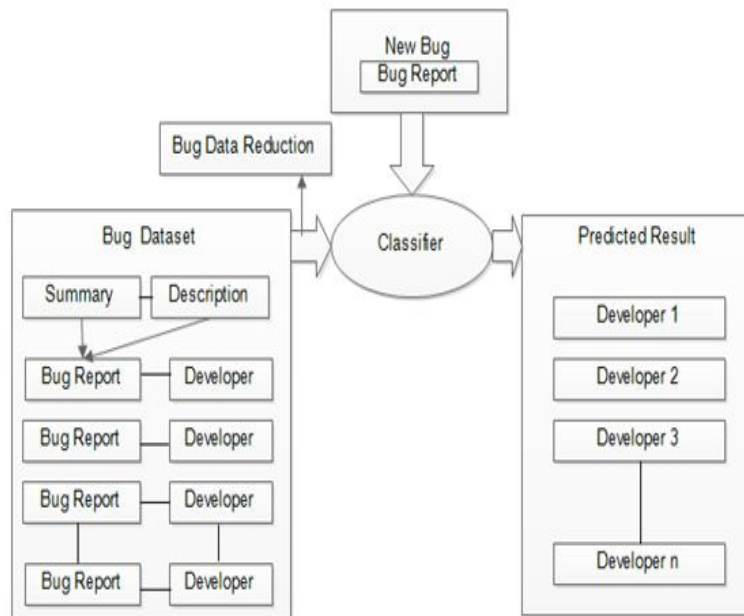 New Bug
Bug Report
Bug Data Reduction
Classifier
Bug Dataset
Summary
Description
Bug Report
Developer
Bug Report
Developer
Bug Report
Developer
Bug Report
Developer
Predicted Result
Developer 1
Developer 2
Developer 3
Developer n